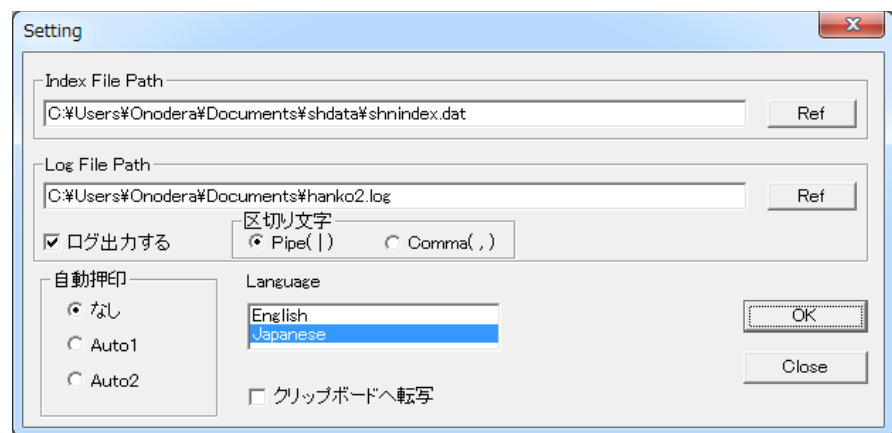 Setting
Index File Path
C:¥Users¥Onodera¥Documents¥shdata¥shnindex.dat
Ref
Log File Path
C:¥Users¥Onodera¥Documents¥hanko2.log
Ref
ログ出力する
区切り文字
Pipe(|)
Comma(,)
自動押印
なし
Auto1
Auto2
Language
English
Japanese
クリップボードへ転写
OK
Close